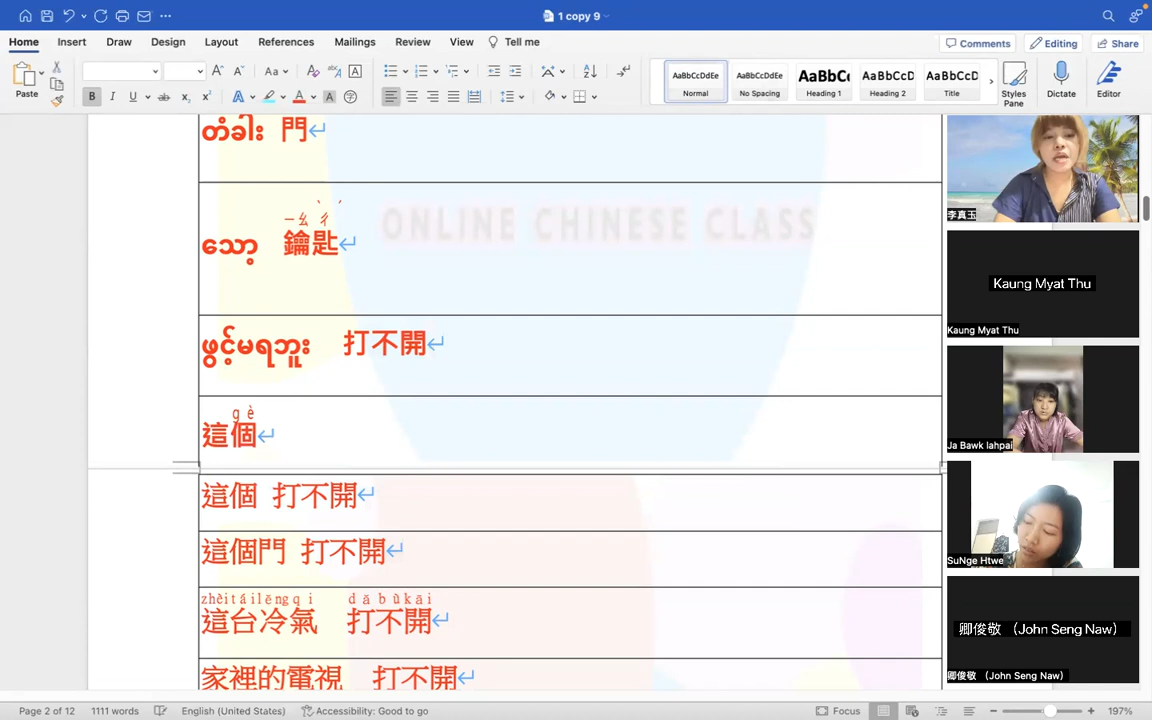 1 copy 9
Home Insert Draw Design Layout References Mailings Review View Tell me
Comments Editing Share
Paste
Normal No Spacing Heading 1 Heading 2 Title
Styles Pane Dictate Editor
တံခါး 門
ㄧㄠˋ ㄔˊ
သော့ 鑰匙
ONLINE CHINESE CLASS
ဖွင့်မရဘူး 打不開
gè
這個
這個 打不開
這個門 打不開
zhèitáilěngqì dǎbùkāi
這台冷氣 打不開
家裡的電視 打不開
李真玉
Kaung Myat Thu
Kaung Myat Thu
Ja Bawk lahpai
SuNge Htwe
卿俊敬 （John Seng Naw）
卿俊敬 （John Seng Naw）
Page 2 of 12 1111 words English (United States) Accessibility: Good to go Focus 197%